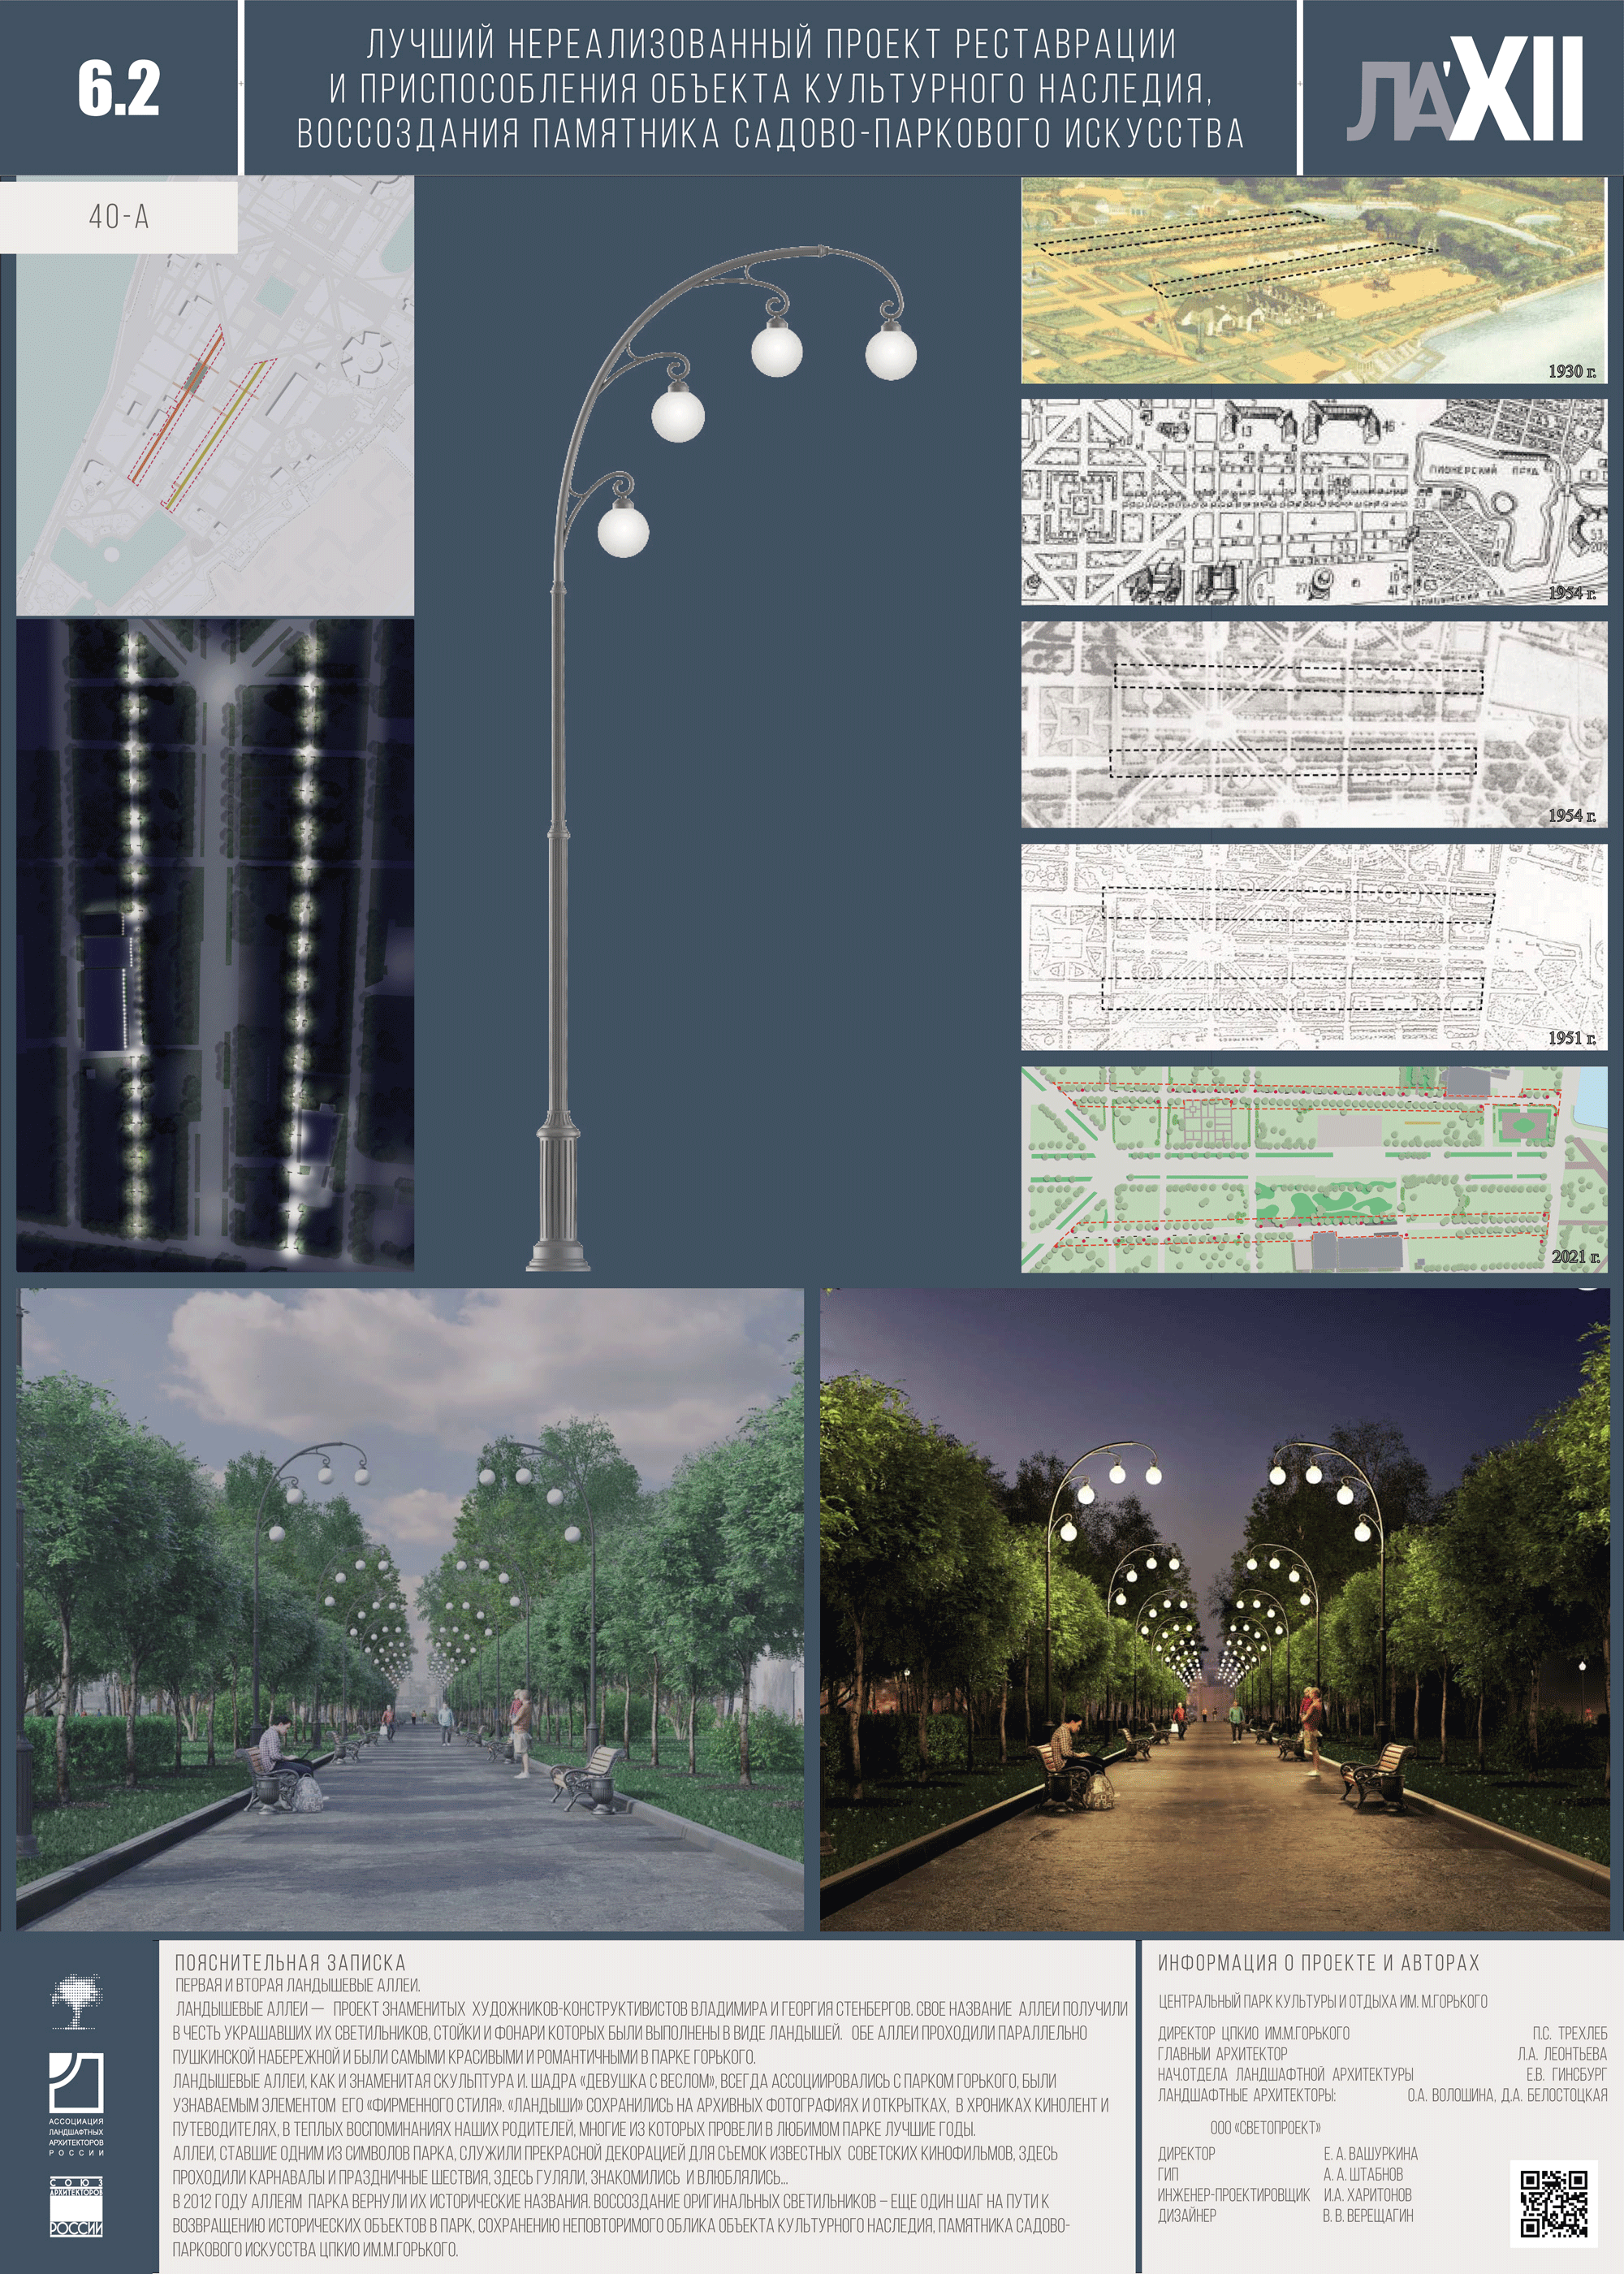 6.2
ЛУЧШИЙ НЕРЕАЛИЗОВАННЫЙ ПРОЕКТ РЕСТАВРАЦИИ
И ПРИСПОСОБЛЕНИЯ ОБЪЕКТА КУЛЬТУРНОГО НАСЛЕДИЯ,
ВОССОЗДАНИЯ ПАМЯТНИКА САДОВО-ПАРКОВОГО ИСКУССТВА
ЛА'XII
40-А
1930 г.
13
ПИОНЕРСКИЙ ПРУД
1954 г.
1954 г.
1951 г.
2021 г.
ПОЯСНИТЕЛЬНАЯ ЗАПИСКА
ПЕРВАЯ И ВТОРАЯ ЛАНДЫШЕВЫЕ АЛЛЕИ.
ЛАНДЫШЕВЫЕ АЛЛЕИ — ПРОЕКТ ЗНАМЕНИТЫХ ХУДОЖНИКОВ-КОНСТРУКТИВИСТОВ ВЛАДИМИРА И ГЕОРГИЯ СТЕНБЕРГОВ. СВОЕ НАЗВАНИЕ АЛЛЕИ ПОЛУЧИЛИ
В ЧЕСТЬ УКРАШАВШИХ ИХ СВЕТИЛЬНИКОВ, СТОЙКИ И ФОНАРИ КОТОРЫХ БЫЛИ ВЫПОЛНЕНЫ В ВИДЕ ЛАНДЫШЕЙ. ОБЕ АЛЛЕИ ПРОХОДИЛИ ПАРАЛЛЕЛЬНО
ПУШКИНСКОЙ НАБЕРЕЖНОЙ И БЫЛИ САМЫМИ КРАСИВЫМИ И РОМАНТИЧНЫМИ В ПАРКЕ ГОРЬКОГО.
ЛАНДЫШЕВЫЕ АЛЛЕИ, КАК И ЗНАМЕНИТАЯ СКУЛЬПТУРА И. ШАДРА «ДЕВУШКА С ВЕСЛОМ», ВСЕГДА АССОЦИИРОВАЛИСЬ С ПАРКОМ ГОРЬКОГО, БЫЛИ
УЗНАВАЕМЫМ ЭЛЕМЕНТОМ ЕГО «ФИРМЕННОГО СТИЛЯ». «ЛАНДЫШИ» СОХРАНИЛИСЬ НА АРХИВНЫХ ФОТОГРАФИЯХ И ОТКРЫТКАХ, В ХРОНИКАХ КИНОЛЕНТ И
ПУТЕВОДИТЕЛЯХ, В ТЕПЛЫХ ВОСПОМИНАНИЯХ НАШИХ РОДИТЕЛЕЙ, МНОГИЕ ИЗ КОТОРЫХ ПРОВЕЛИ В ЛЮБИМОМ ПАРКЕ ЛУЧШИЕ ГОДЫ.
АЛЛЕИ, СТАВШИЕ ОДНИМ ИЗ СИМВОЛОВ ПАРКА, СЛУЖИЛИ ПРЕКРАСНОЙ ДЕКОРАЦИЕЙ ДЛЯ СЪЕМОК ИЗВЕСТНЫХ СОВЕТСКИХ КИНОФИЛЬМОВ, ЗДЕСЬ
ПРОХОДИЛИ КАРНАВАЛЫ И ПРАЗДНИЧНЫЕ ШЕСТВИЯ, ЗДЕСЬ ГУЛЯЛИ, ЗНАКОМИЛИСЬ И ВЛЮБЛЯЛИСЬ...
В 2012 ГОДУ АЛЛЕЯМ ПАРКА ВЕРНУЛИ ИХ ИСТОРИЧЕСКИЕ НАЗВАНИЯ. ВОССОЗДАНИЕ ОРИГИНАЛЬНЫХ СВЕТИЛЬНИКОВ – ЕЩЕ ОДИН ШАГ НА ПУТИ К
ВОЗВРАЩЕНИЮ ИСТОРИЧЕСКИХ ОБЪЕКТОВ В ПАРК, СОХРАНЕНИЮ НЕПОВТОРИМОГО ОБЛИКА ОБЪЕКТА КУЛЬТУРНОГО НАСЛЕДИЯ, ПАМЯТНИКА САДОВО-
ПАРКОВОГО ИСКУССТВА ЦПКИО ИМ.М.ГОРЬКОГО.
АССОЦИАЦИЯ
ЛАНДШАФТНЫХ
АРХИТЕКТОРОВ
РОССИИ
СОЮЗ
АРХИТЕКТОРОВ
РОССИИ
ИНФОРМАЦИЯ О ПРОЕКТЕ И АВТОРАХ
ЦЕНТРАЛЬНЫЙ ПАРК КУЛЬТУРЫ И ОТДЫХА ИМ. М.ГОРЬКОГО
ДИРЕКТОР ЦПКИО ИМ.М.ГОРЬКОГО П.С. ТРЕХЛЕБ
ГЛАВНЫЙ АРХИТЕКТОР Л.А. ЛЕОНТЬЕВА
НАЧ.ОТДЕЛА ЛАНДШАФТНОЙ АРХИТЕКТУРЫ Е.В. ГИНСБУРГ
ЛАНДШАФТНЫЕ АРХИТЕКТОРЫ: О.А. ВОЛОШИНА, Д.А. БЕЛОСТОЦКАЯ
ООО «СВЕТОПРОЕКТ»
ДИРЕКТОР Е. А. ВАШУРКИНА
ГИП А. А. ШТАБНОВ
ИНЖЕНЕР-ПРОЕКТИРОВЩИК И.А. ХАРИТОНОВ
ДИЗАЙНЕР В. В. ВЕРЕЩАГИН